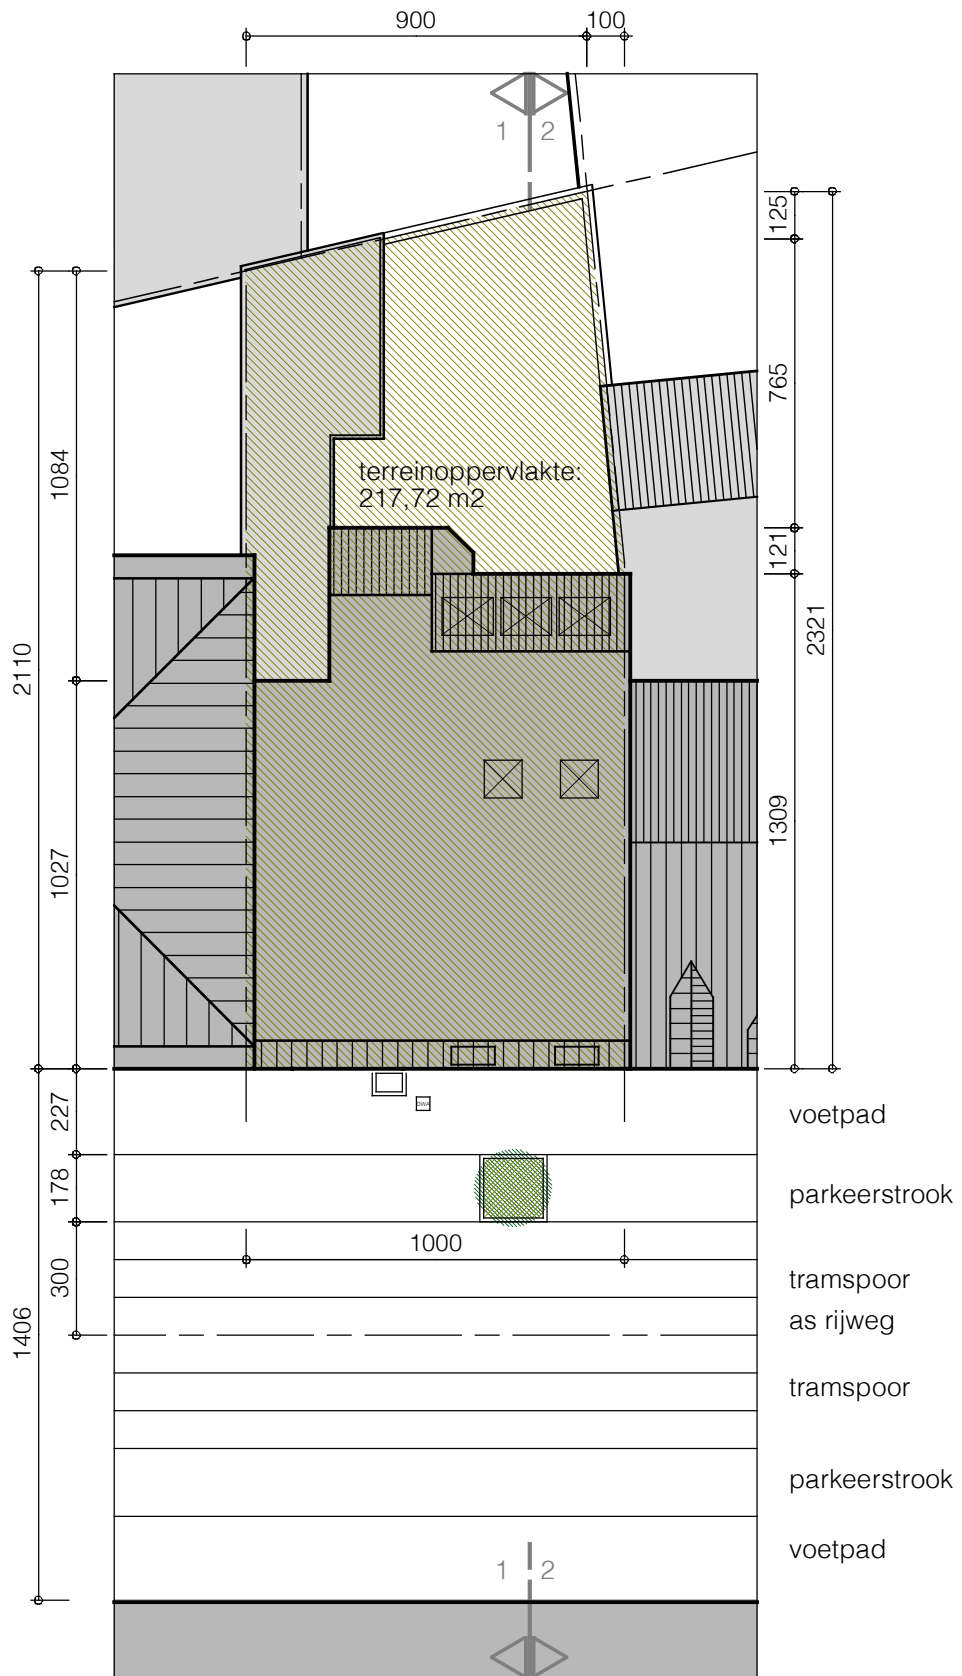 900
100
1 2
125
765
1084
terreinoppervlakte:
217,72 m2
121
2110
2321
1309
1027
227
voetpad
178
parkeerstrook
1000
300
tramspoor
1406
as rijweg
tramspoor
parkeerstrook
voetpad
1 2